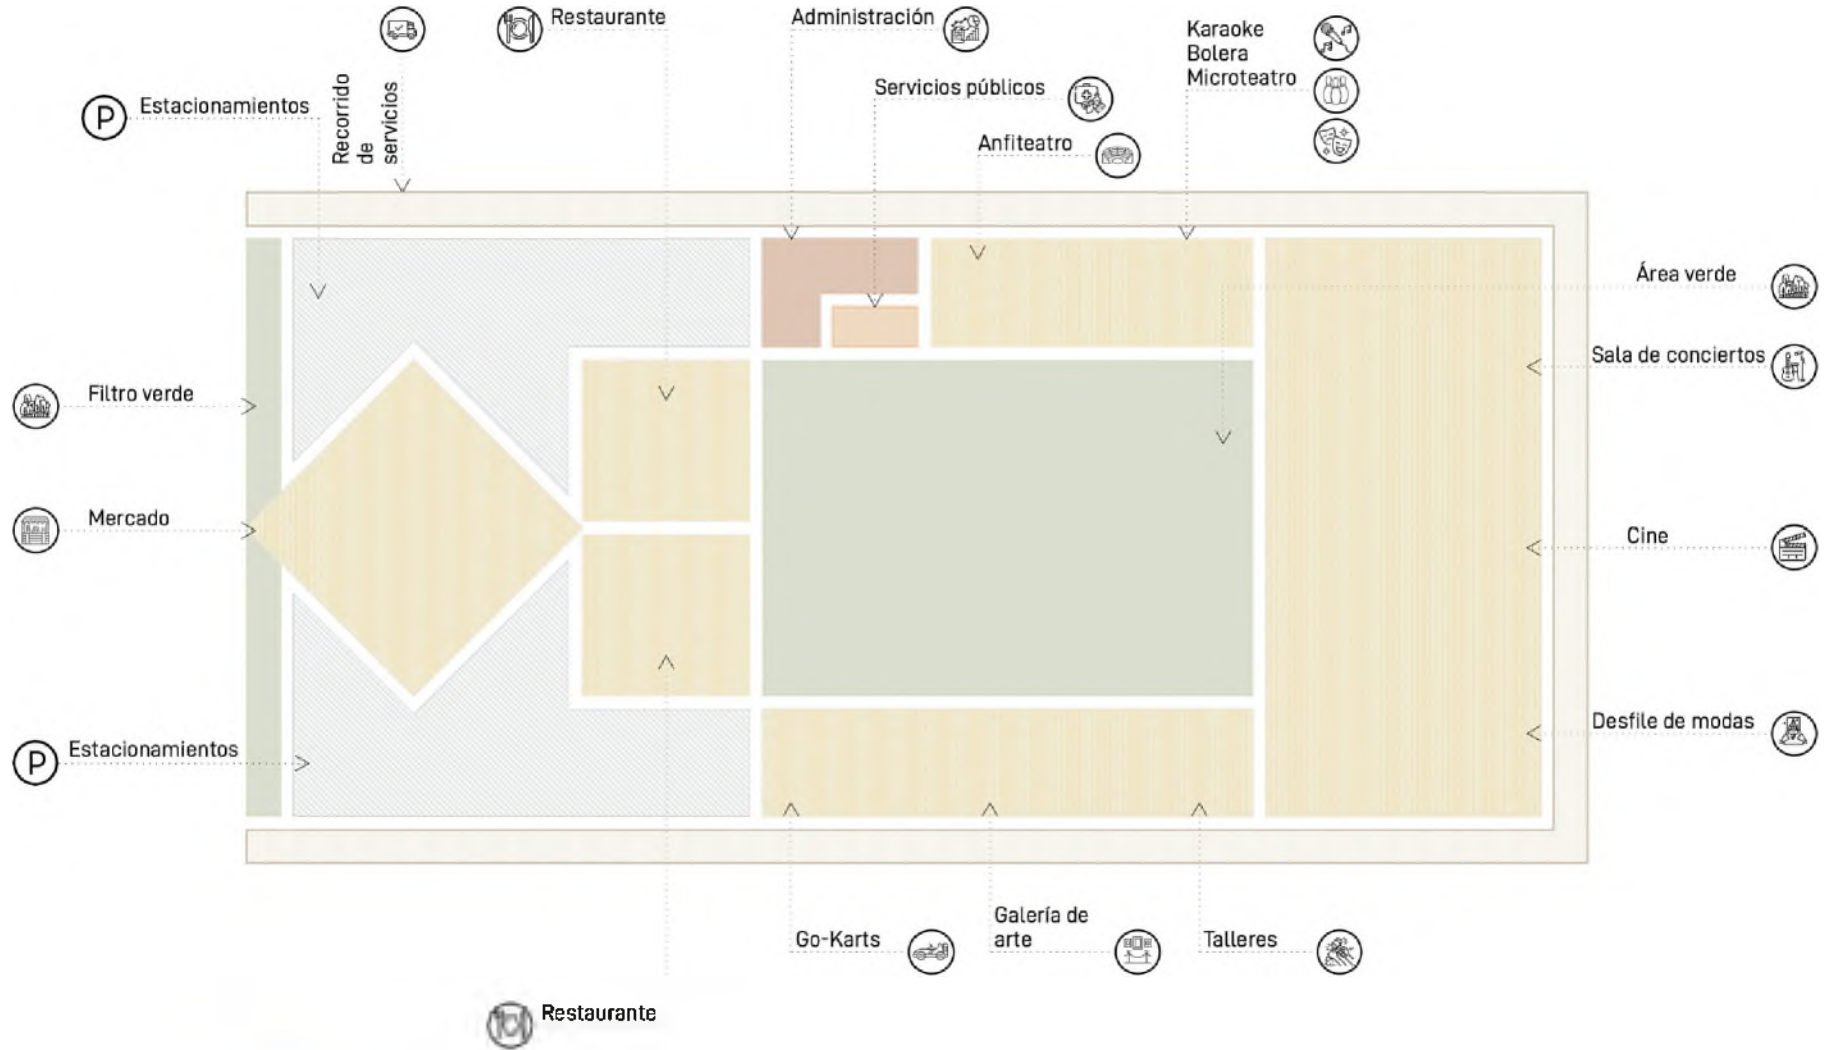 Restaurante
Administración
Karaoke
Bolera
Microteatro
Servicios públicos
P
Estacionamientos
Recorrido
de
servicios
Anfiteatro
Área verde
Sala de conciertos
Filtro verde
Mercado
Cine
Desfile de modas
P
Estacionamientos
Go-Karts
Galería de
arte
Talleres
Restaurante